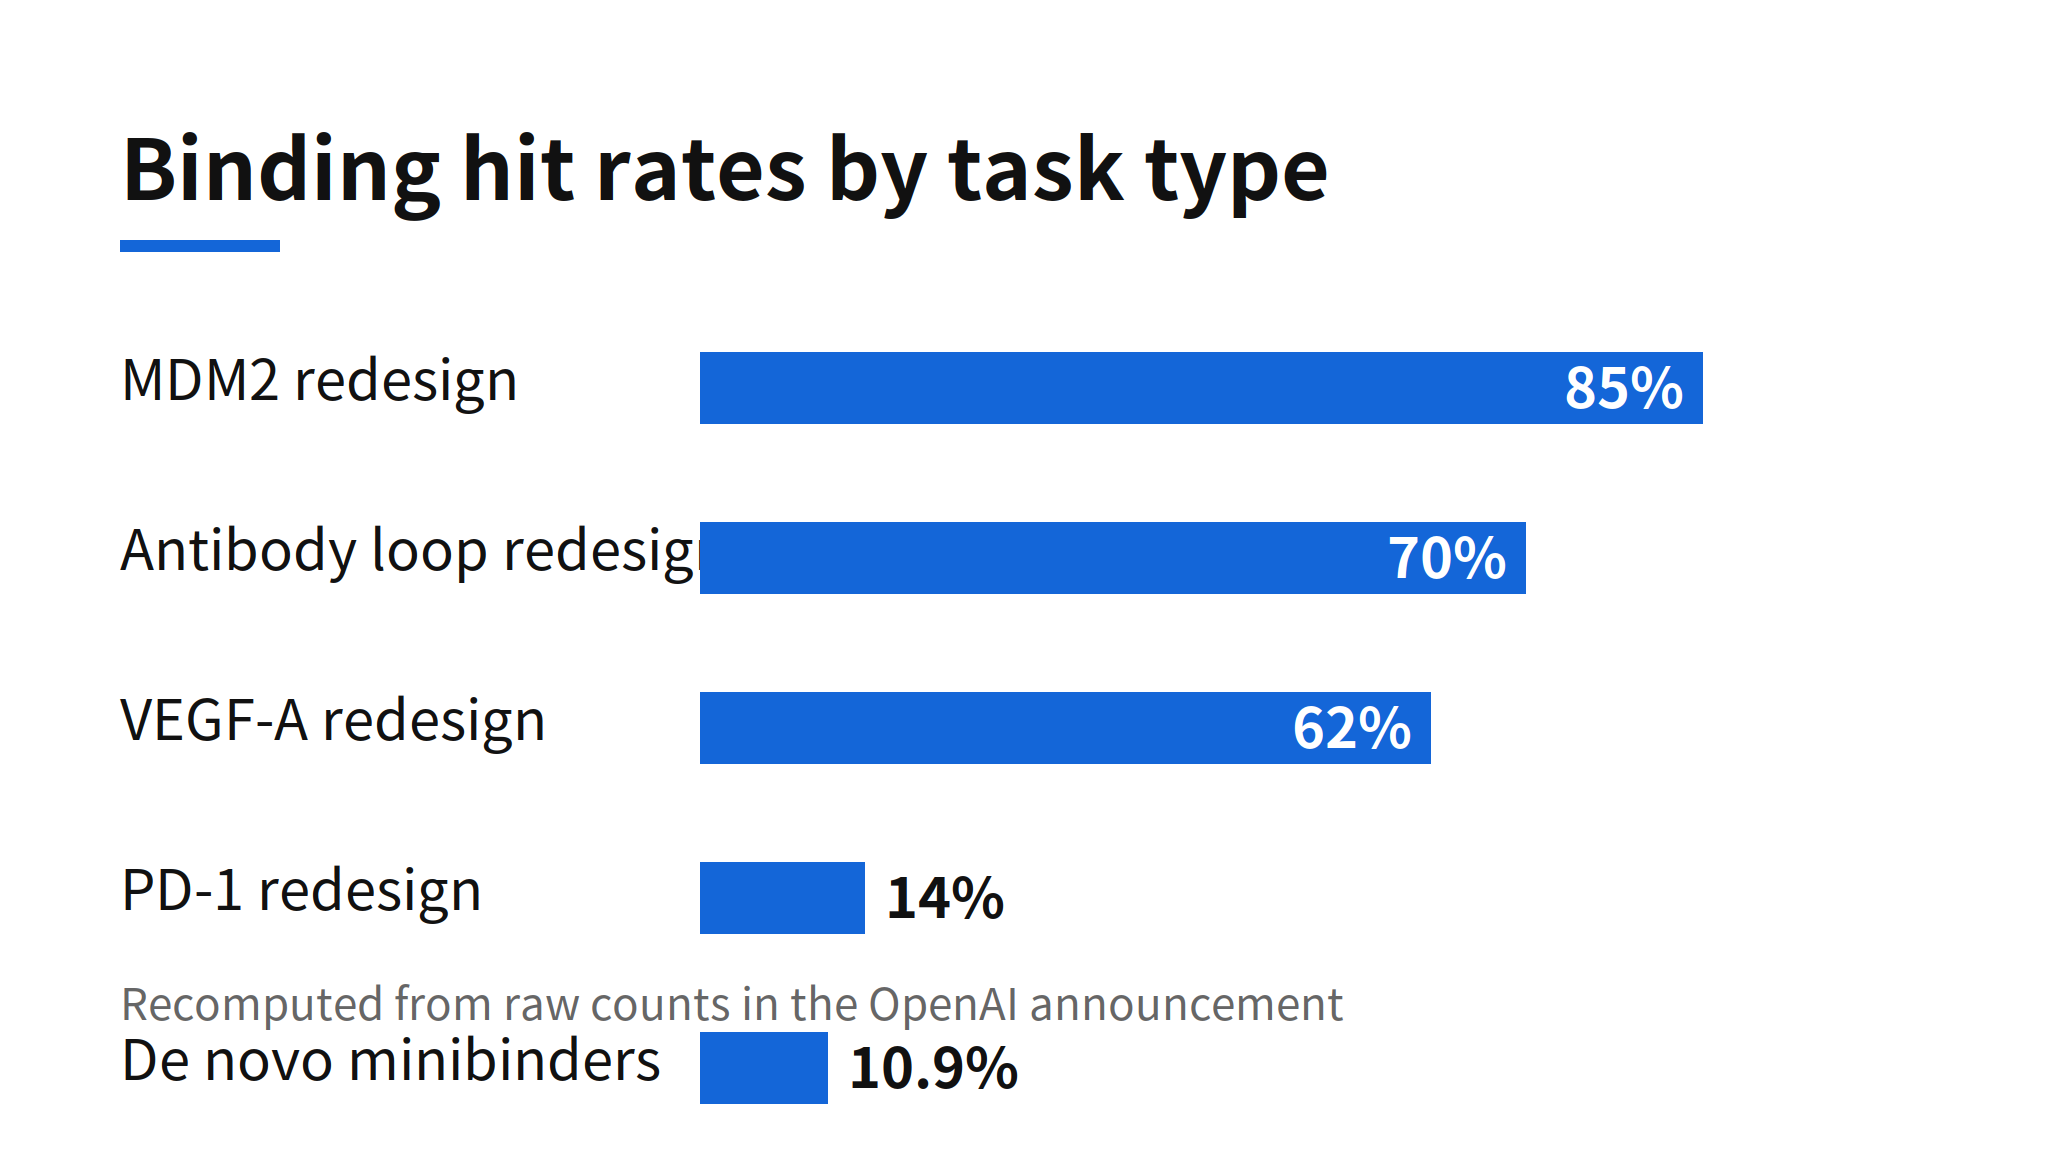 Binding hit rates by task type
MDM2 redesign 85%
Antibody loop redesig 70%
VEGF-A redesign 62%
PD-1 redesign 14%
Recomputed from raw counts in the OpenAI announcement
De novo minibinders 10.9%